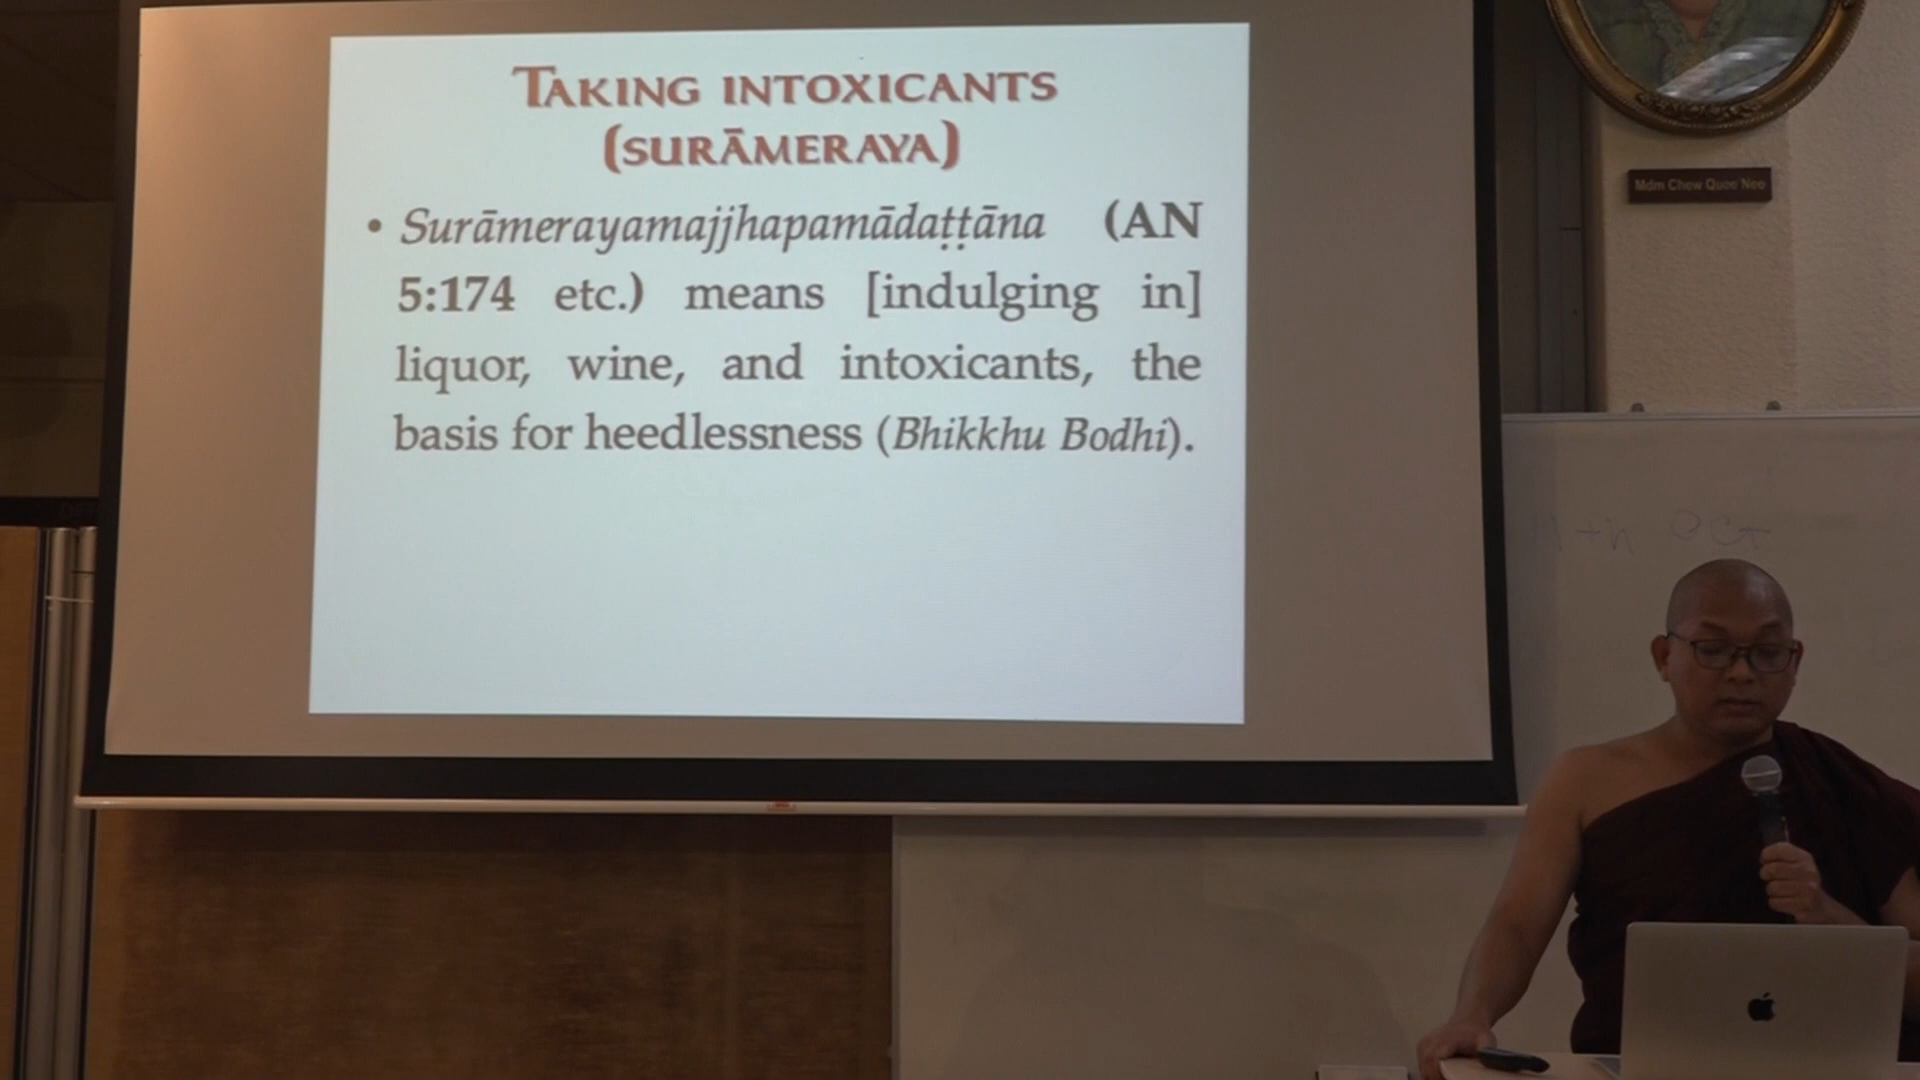 TAKING INTOXICANTS
(SURĀMERAYA)
• Surāmerayamajjhapamādaṭṭāna (AN
5:174 etc.) means [indulging in]
liquor, wine, and intoxicants, the
basis for heedlessness (Bhikkhu Bodhi).
Mdm Chew Quee Neo